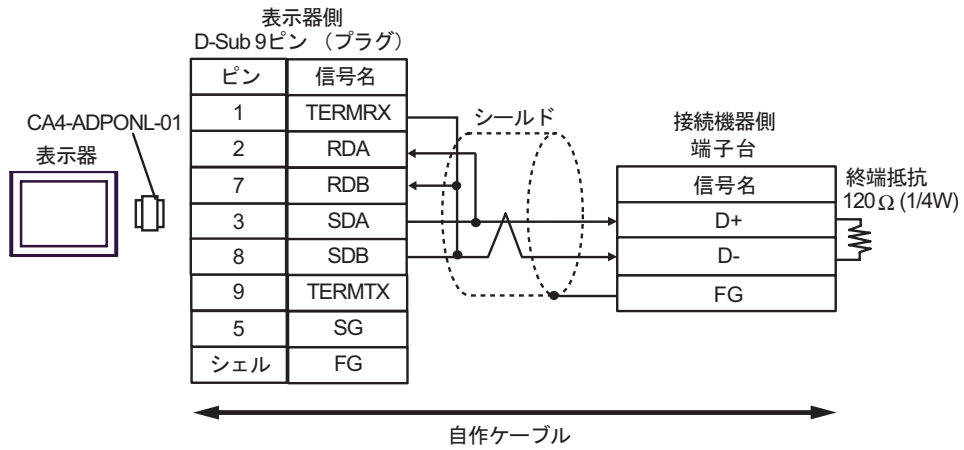 表示器側
D-Sub 9ピン （プラグ）
ピン 信号名
1 TERMRX
2 RDA
7 RDB
3 SDA
8 SDB
9 TERMTX
5 SG
シェル FG
CA4-ADPONL-01
表示器
シールド
接続機器側
端子台
信号名
D+
D-
FG
終端抵抗
120Ω (1/4W)
自作ケーブル